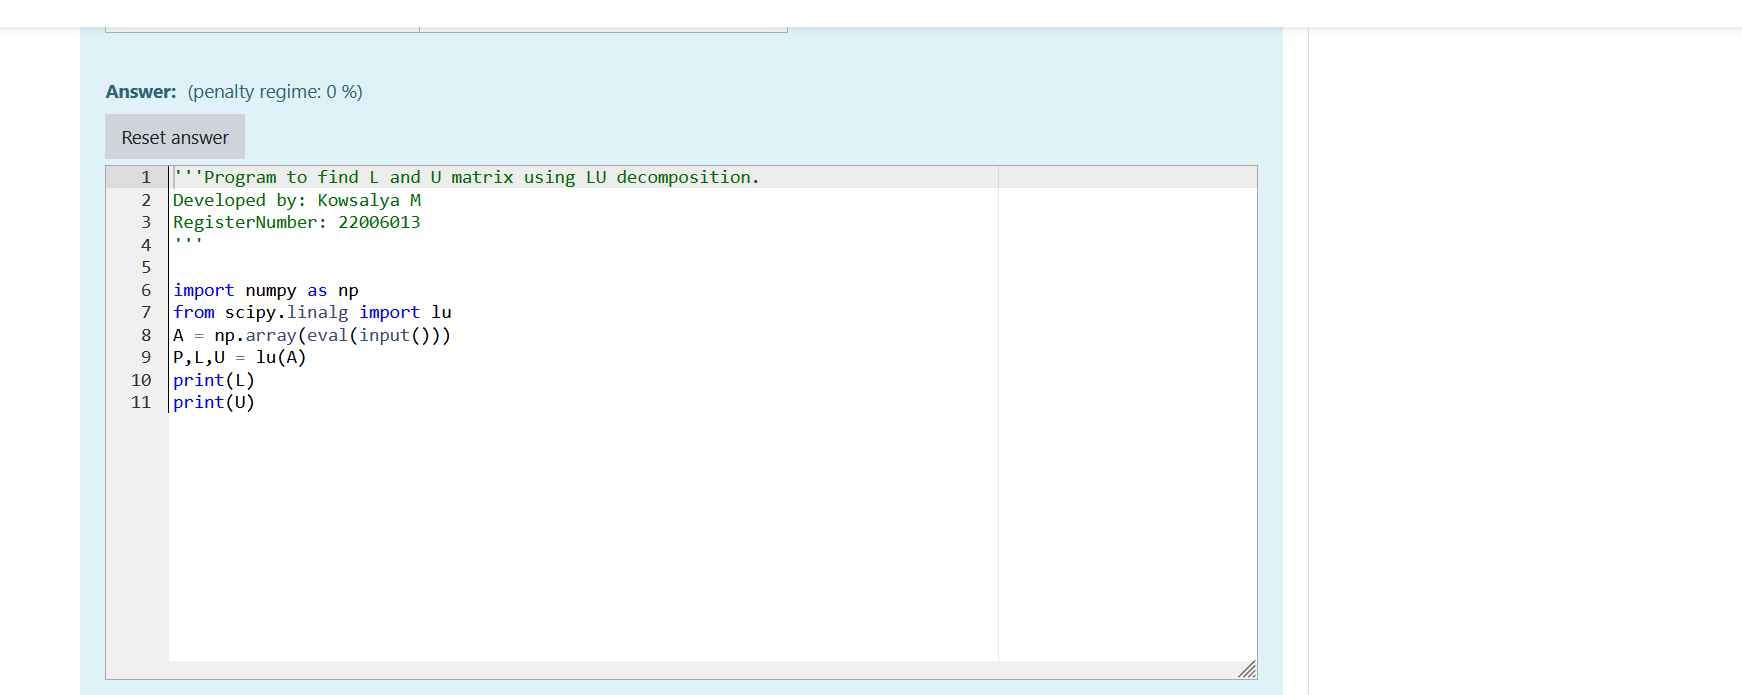 Answer: (penalty regime: 0 %)
Reset answer
1 '''Program to find L and U matrix using LU decomposition.
2 Developed by: Kowsalya M
3 RegisterNumber: 22006013
4 '''
5
6 import numpy as np
7 from scipy.linalg import lu
8 A = np.array(eval(input()))
9 P,L,U = lu(A)
10 print(L)
11 print(U)